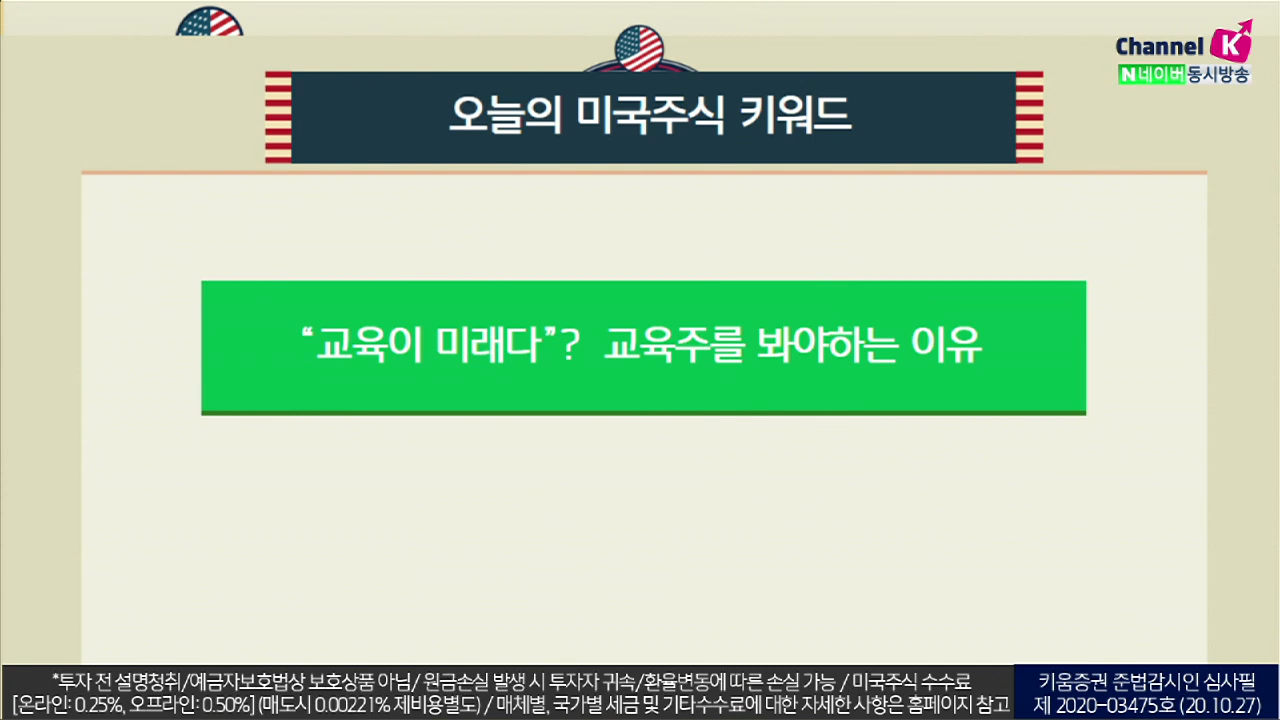 Channel K
N네이버 동시방송
오늘의 미국주식 키워드
“교육이 미래다”? 교육주를 봐야하는 이유
*투자 전 설명청취/예금자보호법상 보호상품 아님/ 원금손실 발생 시 투자자 귀속/환율변동에 따른 손실 가능 / 미국주식 수수료
[온라인: 0.25%, 오프라인: 0.50%] (매도시 0.00221% 제비용별도) / 매체별, 국가별 세금 및 기타수수료에 대한 자세한 사항은 홈페이지 참고
키움증권 준법감시인 심사필
제 2020-03475호 (20.10.27)